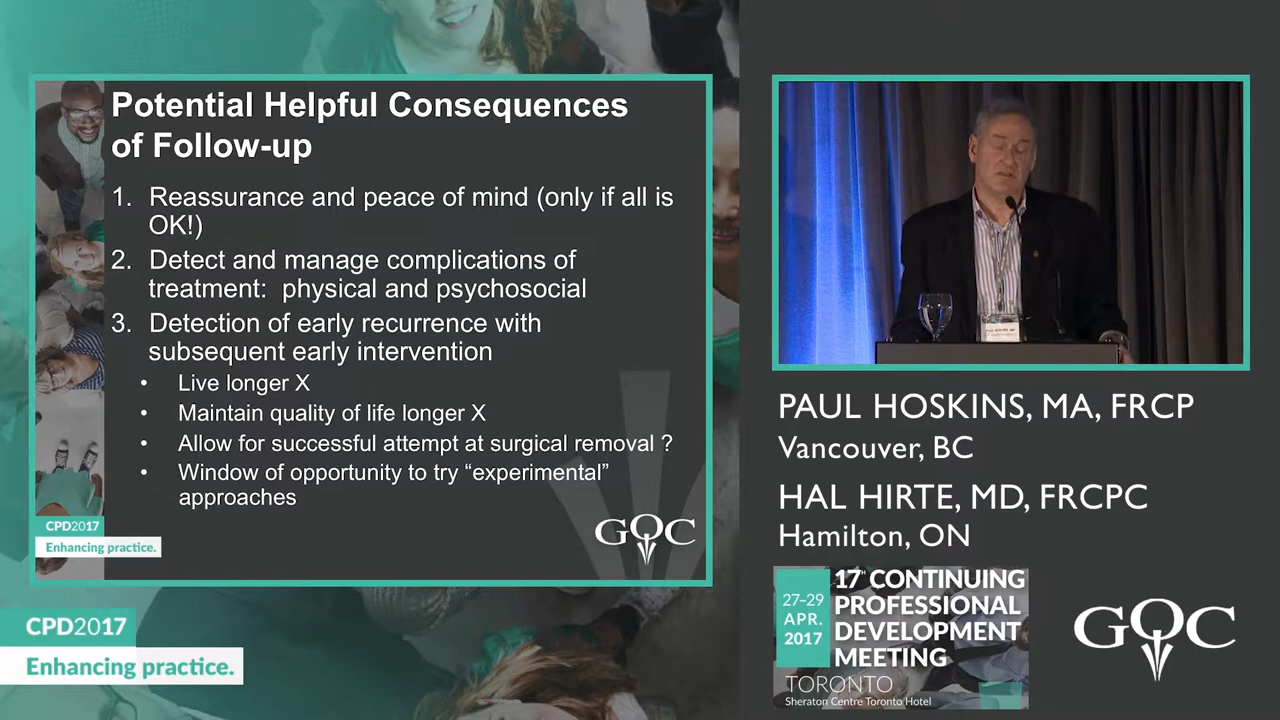 Potential Helpful Consequences
of Follow-up
1. Reassurance and peace of mind (only if all is
OK!)
2. Detect and manage complications of
treatment: physical and psychosocial
3. Detection of early recurrence with
subsequent early intervention
• Live longer X
• Maintain quality of life longer X
• Allow for successful attempt at surgical removal ?
• Window of opportunity to try “experimental”
approaches
CPD2017
Enhancing practice.
GOC
CPD2017
Enhancing practice.
PAUL HOSKINS, MA, FRCP
Vancouver, BC
HAL HIRTE, MD, FRCPC
Hamilton, ON
27–29
APR.
2017
17TH CONTINUING
PROFESSIONAL
DEVELOPMENT
MEETING
TORONTO
Sheraton Centre Toronto Hotel
GOC